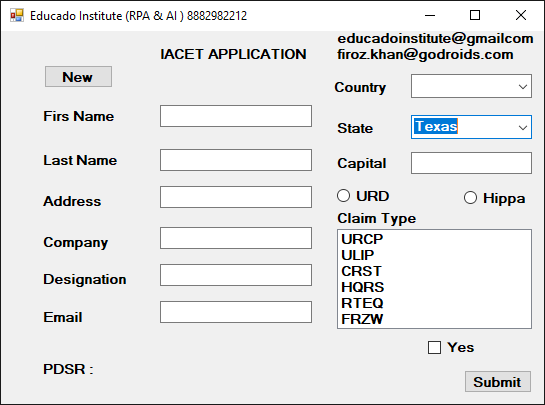 Educado Institute (RPA & AI ) 8882982212
educadoinstitute@gmailcom
firoz.khan@godroids.com
IACET APPLICATION
New
Country
Firs Name
State
Texas
Last Name
Capital
Address
URD
Hippa
Claim Type
Company
URCP
ULIP
CRST
HQRS
RTEQ
FRZW
Designation
Email
Yes
PDSR :
Submit